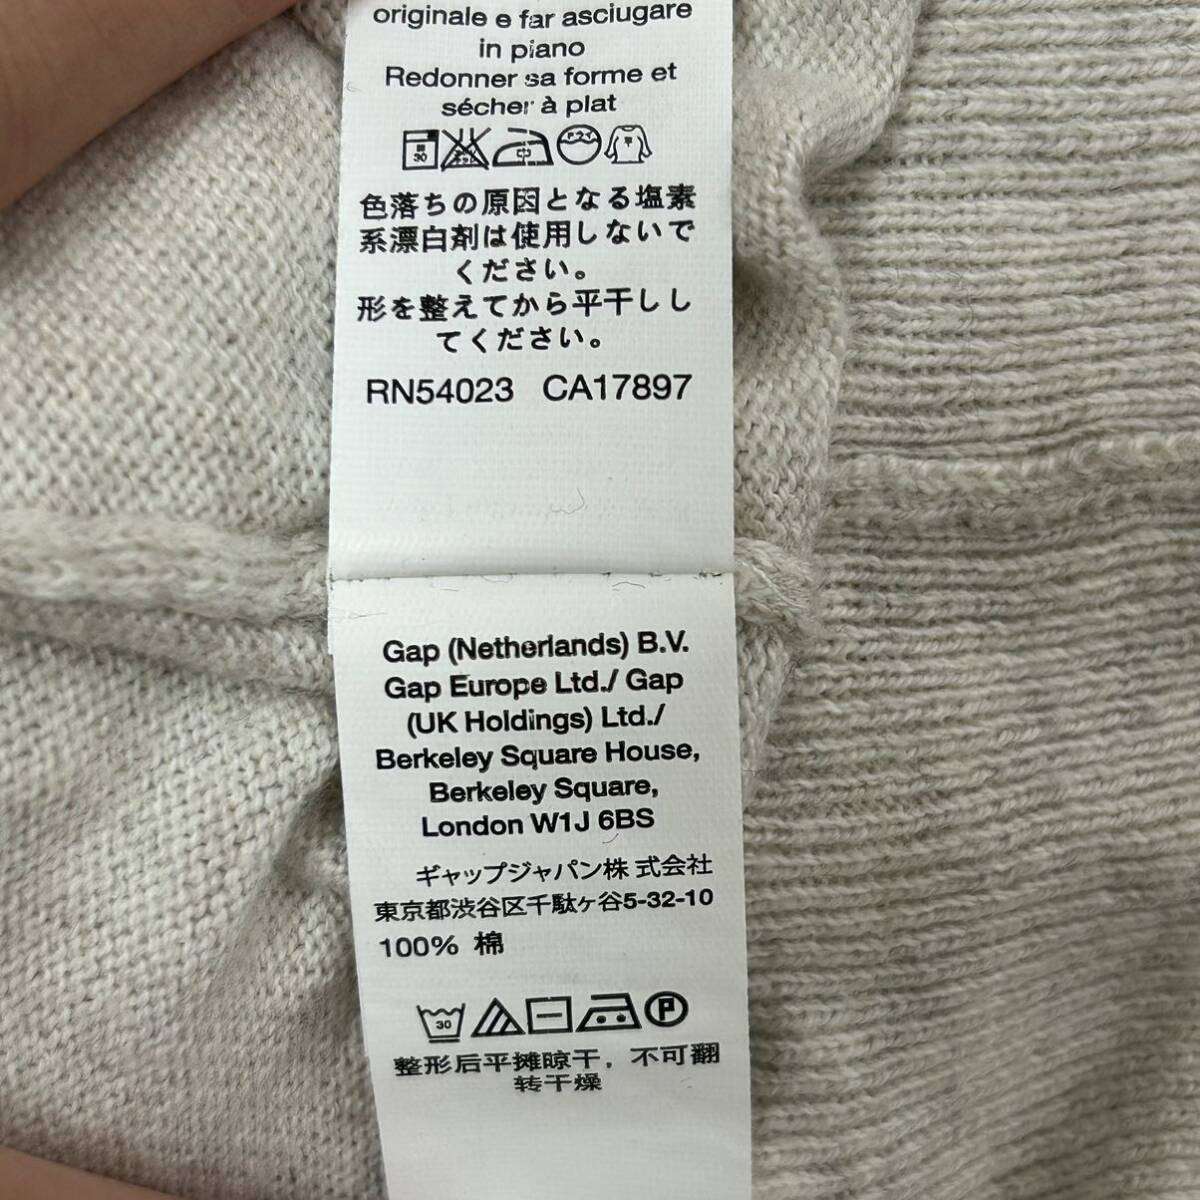 originale e far asciugare
in piano
Redonner sa forme et
sécher à plat
色落ちの原因となる塩素
系漂白剤は使用しないで
ください。
形を整えてから平干しし
てください。
RN54023 CA17897
Gap (Netherlands) B.V.
Gap Europe Ltd./ Gap
(UK Holdings) Ltd./
Berkeley Square House,
Berkeley Square,
London W1J 6BS
ギャップジャパン株 式会社
東京都渋谷区千駄ヶ谷5-32-10
100% 棉
30
P
整形后平摊晾干，不可翻
转干燥